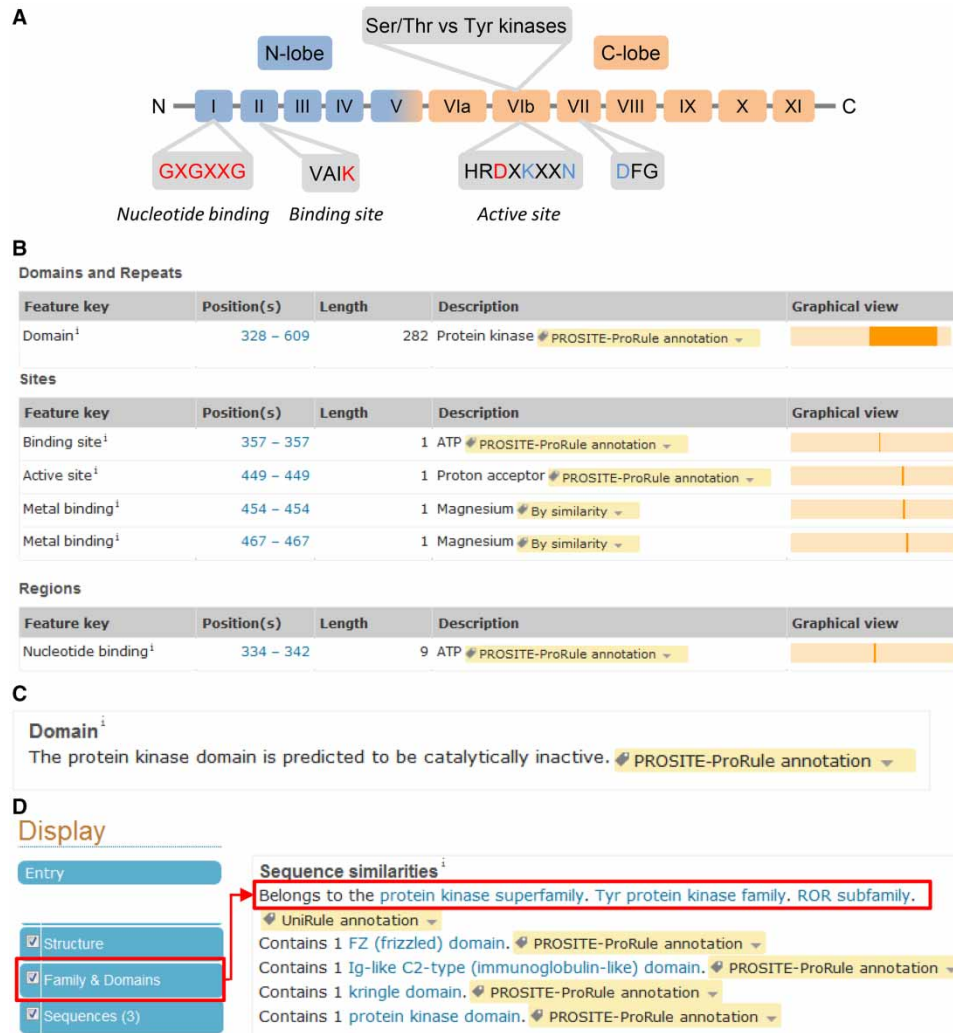 A
Ser/Thr vs Tyr kinases
N-lobe
C-lobe
N I II III IV V VIa VIb VII VIII IX X XI C
GXGXXG VAIK HRDXKXXN DFG
Nucleotide binding Binding site Active site
B
Domains and Repeats
Feature key Position(s) Length Description Graphical view
Domain i 328 – 609 282 Protein kinase PROSITE-ProRule annotation
Sites
Feature key Position(s) Length Description Graphical view
Binding site i 357 – 357 1 ATP PROSITE-ProRule annotation
Active site i 449 – 449 1 Proton acceptor PROSITE-ProRule annotation
Metal binding i 454 – 454 1 Magnesium By similarity
Metal binding i 467 – 467 1 Magnesium By similarity
Regions
Feature key Position(s) Length Description Graphical view
Nucleotide binding i 334 – 342 9 ATP PROSITE-ProRule annotation
C
Domain i
The protein kinase domain is predicted to be catalytically inactive. PROSITE-ProRule annotation
D
Display
Entry
Structure
Family & Domains
Sequences (3)
Sequence similarities i
Belongs to the protein kinase superfamily. Tyr protein kinase family. ROR subfamily.
UniRule annotation
Contains 1 FZ (frizzled) domain. PROSITE-ProRule annotation
Contains 1 Ig-like C2-type (immunoglobulin-like) domain. PROSITE-ProRule annotation
Contains 1 kringle domain. PROSITE-ProRule annotation
Contains 1 protein kinase domain. PROSITE-ProRule annotation